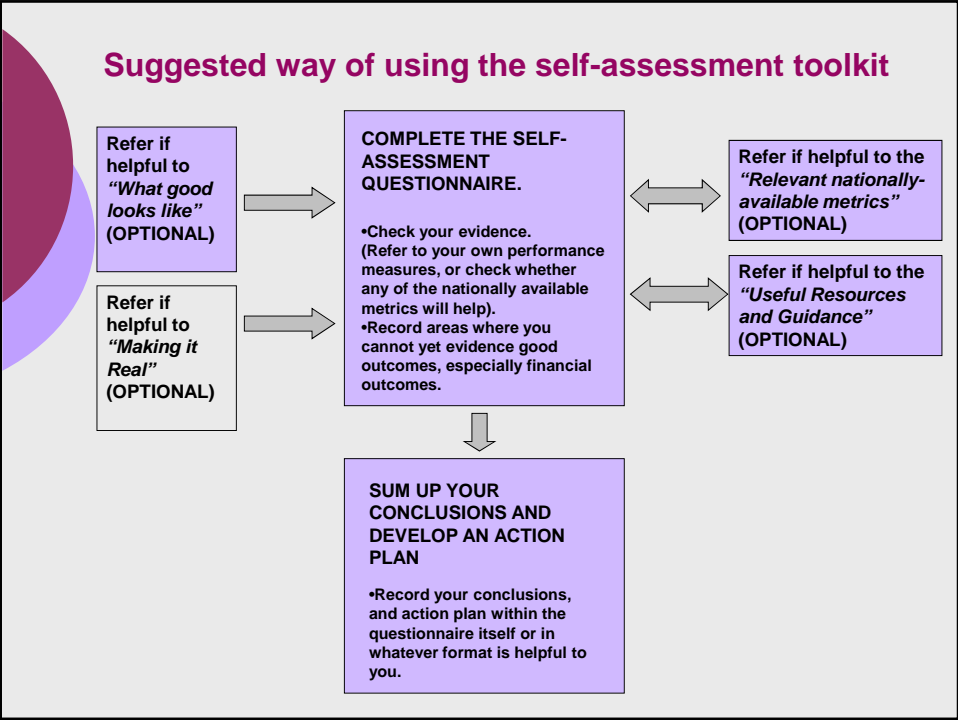 Suggested way of using the self-assessment toolkit
Refer if
helpful to
“What good
looks like”
(OPTIONAL)
Refer if
helpful to
“Making it
Real”
(OPTIONAL)
COMPLETE THE SELF-
ASSESSMENT
QUESTIONNAIRE.
•Check your evidence.
(Refer to your own performance
measures, or check whether
any of the nationally available
metrics will help).
•Record areas where you
cannot yet evidence good
outcomes, especially financial
outcomes.
Refer if helpful to the
“Relevant nationally-
available metrics”
(OPTIONAL)
Refer if helpful to the
“Useful Resources
and Guidance”
(OPTIONAL)
SUM UP YOUR
CONCLUSIONS AND
DEVELOP AN ACTION
PLAN
•Record your conclusions,
and action plan within the
questionnaire itself or in
whatever format is helpful to
you.